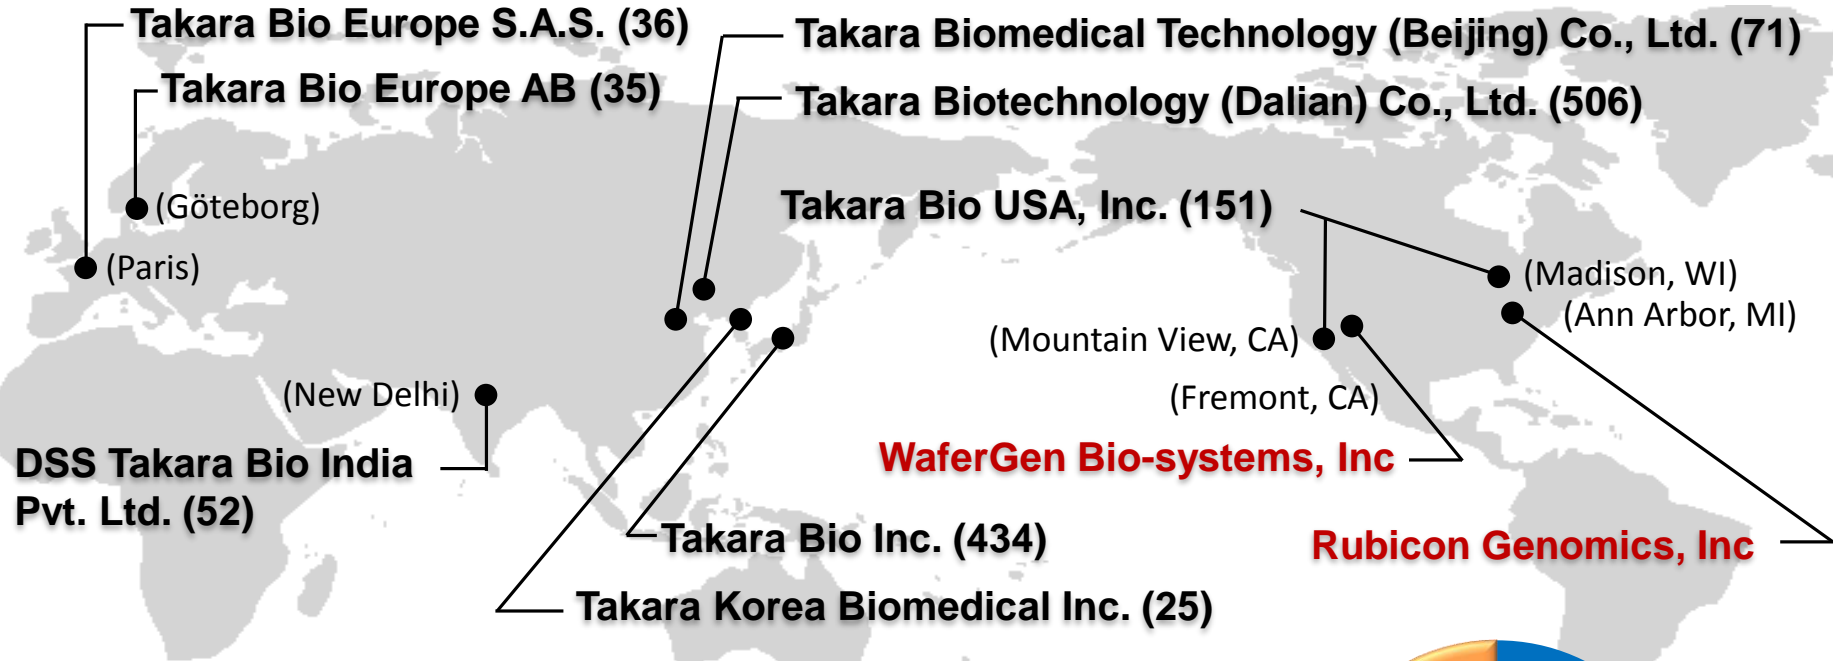 Takara Bio Europe S.A.S. (36)
Takara Biomedical Technology (Beijing) Co., Ltd. (71)
Takara Bio Europe AB (35)
Takara Biotechnology (Dalian) Co., Ltd. (506)
(Göteborg)
Takara Bio USA, Inc. (151)
(Paris)
(Madison, WI)
(Ann Arbor, MI)
(Mountain View, CA)
(New Delhi)
(Fremont, CA)
DSS Takara Bio India
Pvt. Ltd. (52)
WaferGen Bio-systems, Inc
Takara Bio Inc. (434)
Rubicon Genomics, Inc
Takara Korea Biomedical Inc. (25)